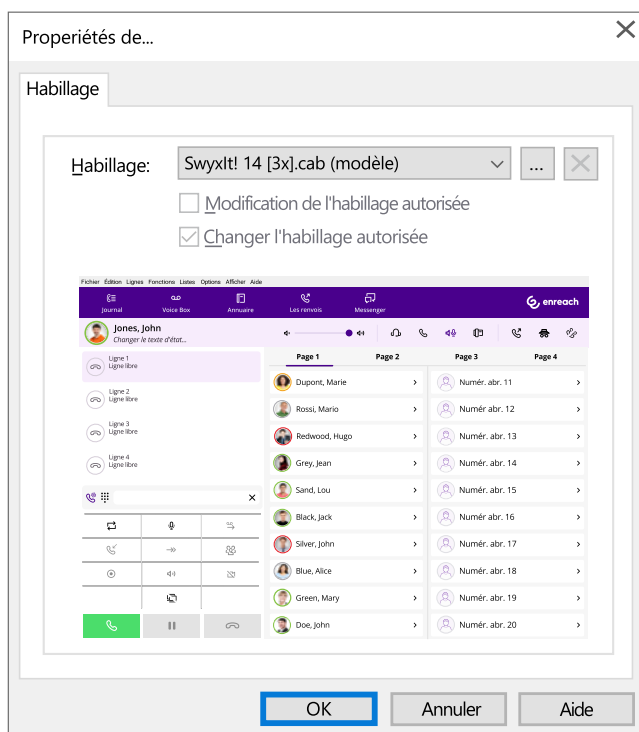 Properiétés de...
Habillage
Habillage: SwyxIt! 14 [3x].cab (modèle) ...
Modification de l'habillage autorisée
Changer l'habillage autorisée
Fichier Édition Lignes Fonctions Listes Options Afficher Aide
Journal Voice Box Annuaire Les renvois Messenger enreach
Jones, John
Changer le texte d'état...
Page 1 Page 2 Page 3 Page 4
Ligne 1
Ligne libre
Ligne 2
Ligne libre
Ligne 3
Ligne libre
Ligne 4
Ligne libre
Dupont, Marie Numér. abr. 11
Rossi, Mario Numér. abr. 12
Redwood, Hugo Numér. abr. 13
Grey, Jean Numér. abr. 14
Sand, Lou Numér. abr. 15
Black, Jack Numér. abr. 16
Silver, John Numér. abr. 17
Blue, Alice Numér. abr. 18
Green, Mary Numér. abr. 19
Doe, John Numér. abr. 20
OK Annuler Aide